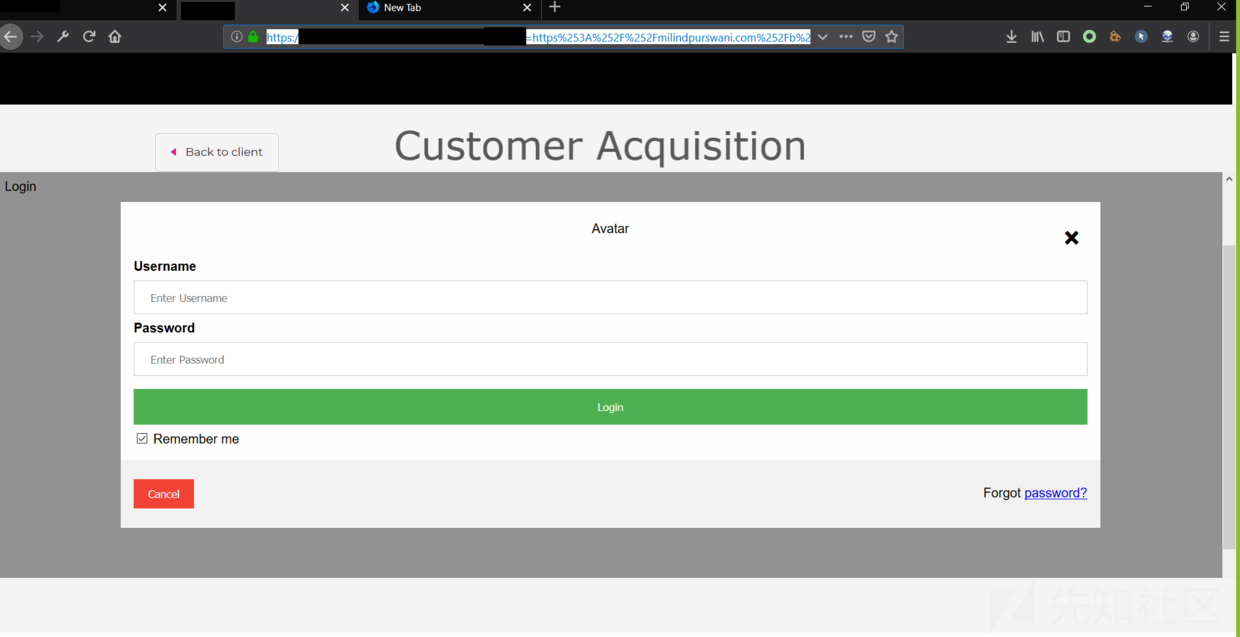 New Tab
https:/
=https%253A%252F%252Fmilindpurswani.com%252Fb%2
Back to client
Customer Acquisition
Login
Avatar
Username
Enter Username
Password
Enter Password
Login
Remember me
Cancel
Forgot password?
先知社区